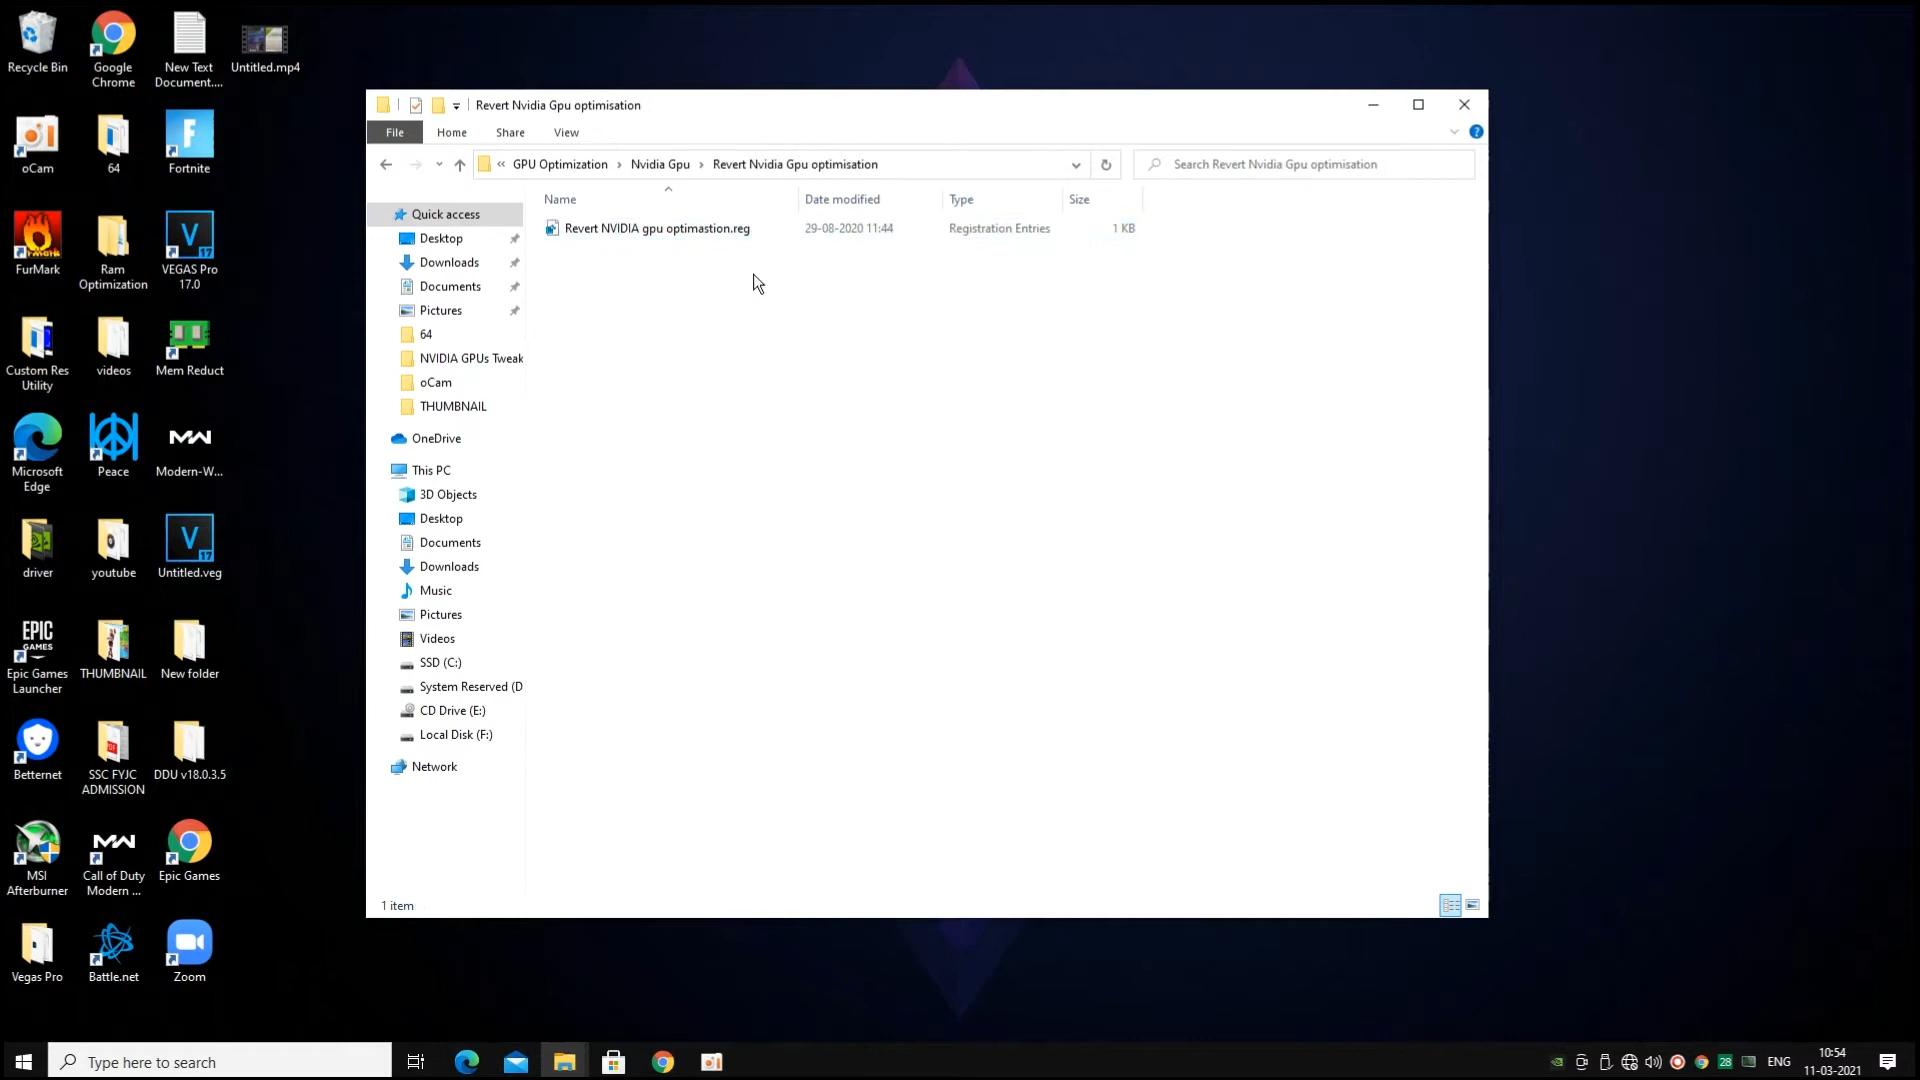 Recycle Bin
Google
Chrome
New Text
Document....
Untitled.mp4
oCam
64
Fortnite
FurMark
Ram
Optimization
VEGAS Pro
17.0
Custom Res
Utility
videos
Mem Reduct
Microsoft
Edge
Peace
Modern-W...
driver
youtube
Untitled.veg
EPIC
GAMES
Epic Games
Launcher
THUMBNAIL
New folder
Betternet
SSC FYJC
ADMISSION
DDU v18.0.3.5
MSI
Afterburner
Call of Duty
Modern ...
Epic Games
Vegas Pro
Battle.net
Zoom
Revert Nvidia Gpu optimisation
File Home Share View
« GPU Optimization › Nvidia Gpu › Revert Nvidia Gpu optimisation
Search Revert Nvidia Gpu optimisation
Name Date modified Type Size
Revert NVIDIA gpu optimastion.reg 29-08-2020 11:44 Registration Entries 1 KB
Quick access
Desktop
Downloads
Documents
Pictures
64
NVIDIA GPUs Tweak
oCam
THUMBNAIL
OneDrive
This PC
3D Objects
Desktop
Documents
Downloads
Music
Pictures
Videos
SSD (C:)
System Reserved (D
CD Drive (E:)
Local Disk (F:)
Network
1 item
Type here to search
28
ENG
10:54
11-03-2021